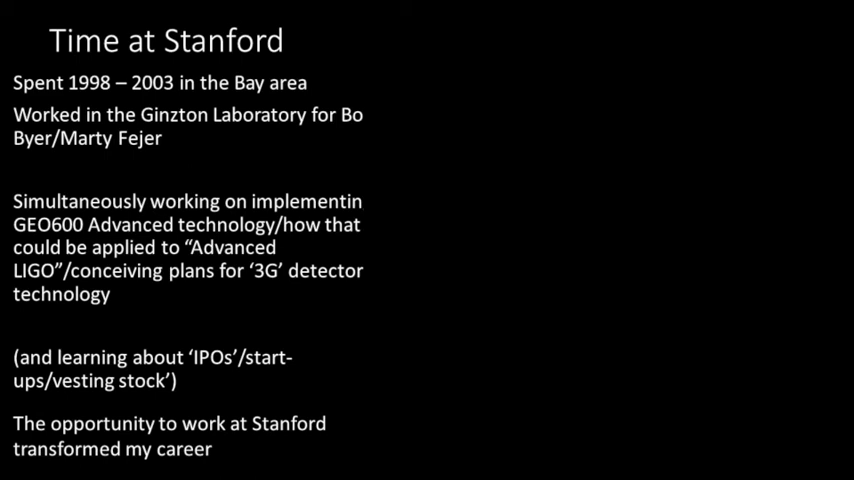 Time at Stanford
Spent 1998 – 2003 in the Bay area
Worked in the Ginzton Laboratory for Bo
Byer/Marty Fejer
Simultaneously working on implementin
GEO600 Advanced technology/how that
could be applied to “Advanced
LIGO”/conceiving plans for ‘3G’ detector
technology
(and learning about ‘IPOs’/start-
ups/vesting stock’)
The opportunity to work at Stanford
transformed my career